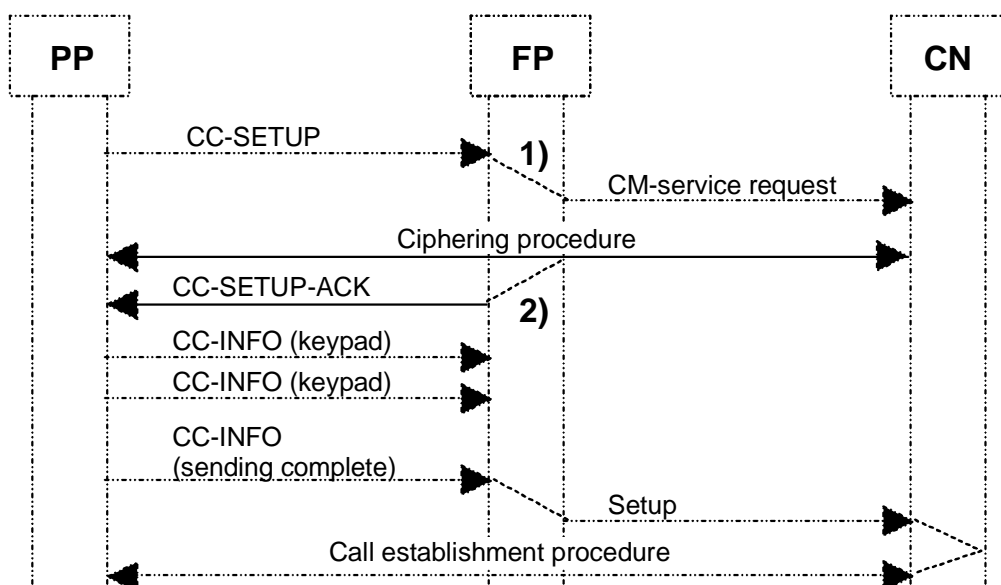 PP
FP
CN
CC-SETUP
1)
CM-service request
Ciphering procedure
CC-SETUP-ACK
2)
CC-INFO (keypad)
CC-INFO (keypad)
CC-INFO
(sending complete)
Setup
Call establishment procedure